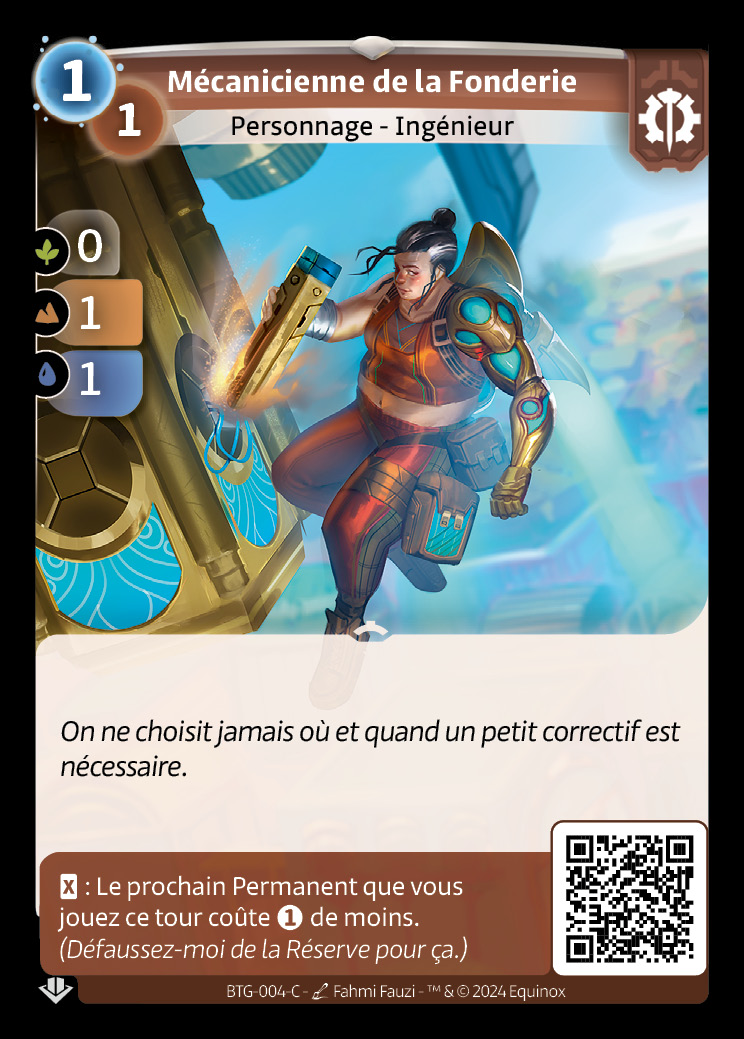 1
Mécanicienne de la Fonderie
1
Personnage - Ingénieur
0
1
1
On ne choisit jamais où et quand un petit correctif est
nécessaire.
X : Le prochain Permanent que vous
jouez ce tour coûte 1 de moins.
(Défaussez-moi de la Réserve pour ça.)
BTG-004-C - Fahmi Fauzi - ™ & © 2024 Equinox